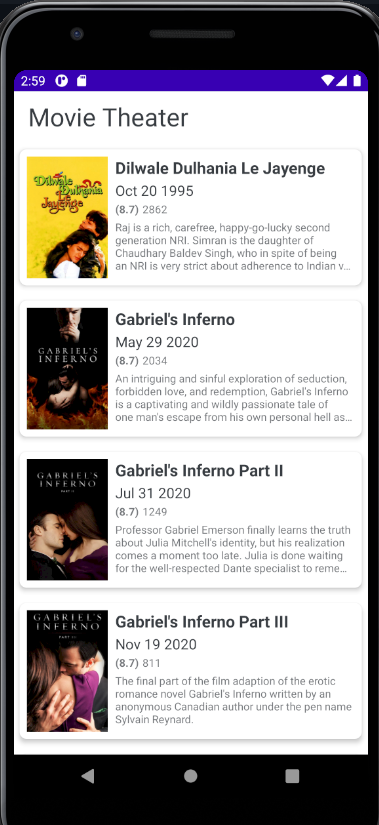 2:59
Movie Theater
Dilwale
Dulhania
Le
Jayenge
Dilwale Dulhania Le Jayenge
Oct 20 1995
(8.7) 2862
Raj is a rich, carefree, happy-go-lucky second
generation NRI. Simran is the daughter of
Chaudhary Baldev Singh, who in spite of being
an NRI is very strict about adherence to Indian v...
GABRIEL'S
INFERNO
Gabriel's Inferno
May 29 2020
(8.7) 2034
An intriguing and sinful exploration of seduction,
forbidden love, and redemption, Gabriel's Inferno
is a captivating and wildly passionate tale of
one man's escape from his own personal hell as...
GABRIEL'S
INFERNO
PART II
Gabriel's Inferno Part II
Jul 31 2020
(8.7) 1249
Professor Gabriel Emerson finally learns the truth
about Julia Mitchell's identity, but his realization
comes a moment too late. Julia is done waiting
for the well-respected Dante specialist to reme...
GABRIEL'S
INFERNO
PART III
Gabriel's Inferno Part III
Nov 19 2020
(8.7) 811
The final part of the film adaption of the erotic
romance novel Gabriel's Inferno written by an
anonymous Canadian author under the pen name
Sylvain Reynard.